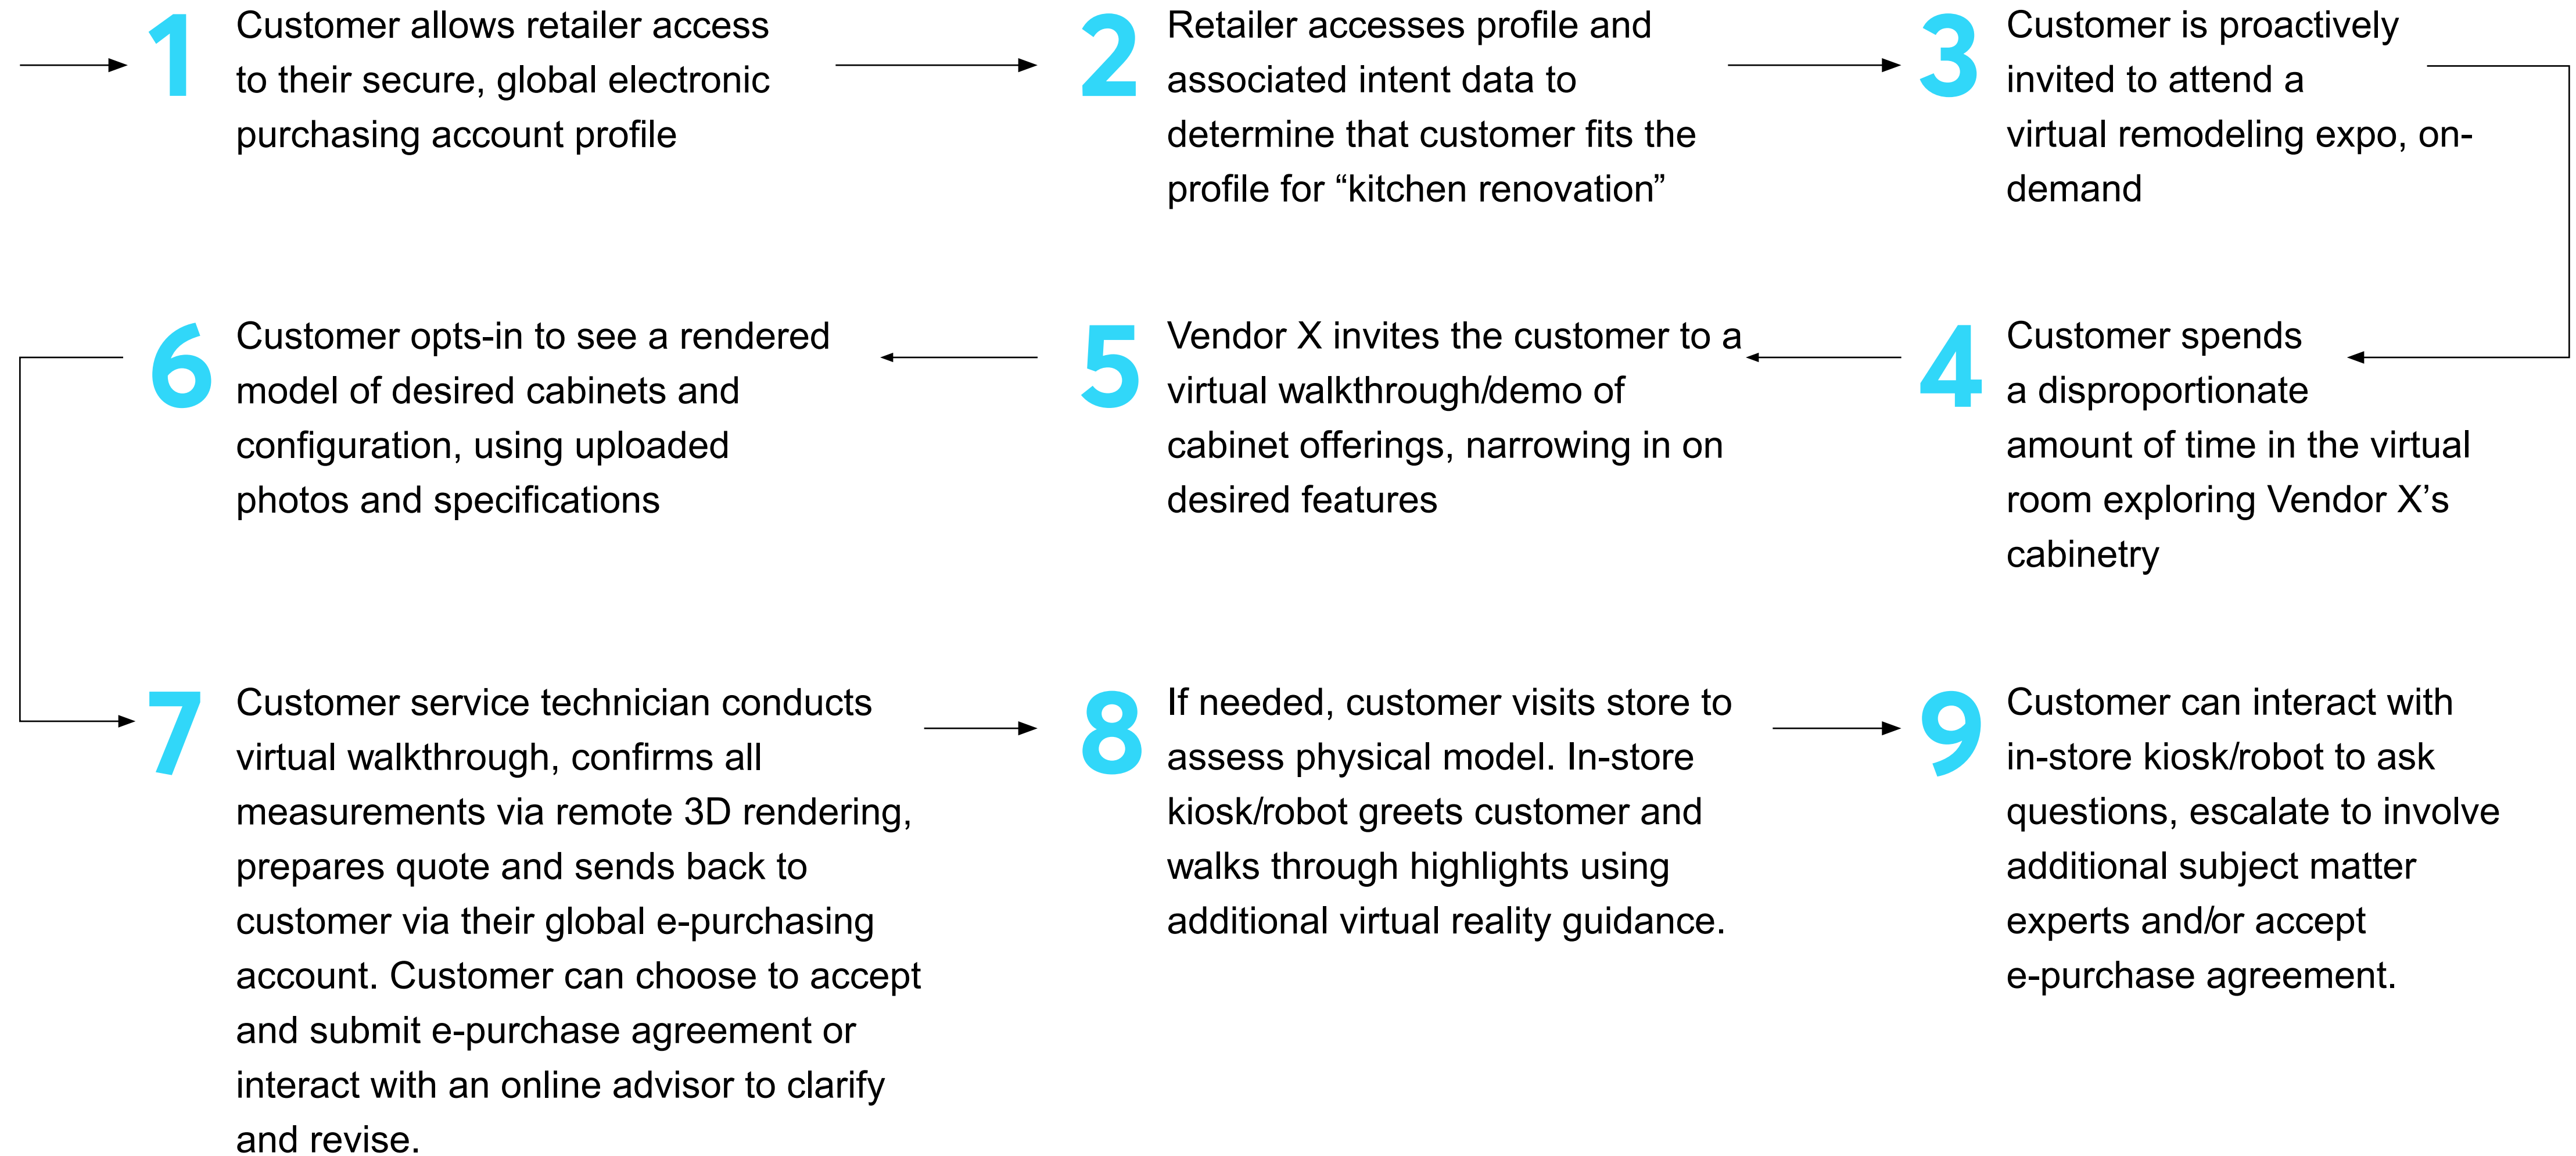 1
Customer allows retailer access
to their secure, global electronic
purchasing account profile
2
Retailer accesses profile and
associated intent data to
determine that customer fits the
profile for “kitchen renovation”
3
Customer is proactively
invited to attend a
virtual remodeling expo, on-
demand
4
Customer spends
a disproportionate
amount of time in the virtual
room exploring Vendor X’s
cabinetry
5
Vendor X invites the customer to a
virtual walkthrough/demo of
cabinet offerings, narrowing in on
desired features
6
Customer opts-in to see a rendered
model of desired cabinets and
configuration, using uploaded
photos and specifications
7
Customer service technician conducts
virtual walkthrough, confirms all
measurements via remote 3D rendering,
prepares quote and sends back to
customer via their global e-purchasing
account. Customer can choose to accept
and submit e-purchase agreement or
interact with an online advisor to clarify
and revise.
8
If needed, customer visits store to
assess physical model. In-store
kiosk/robot greets customer and
walks through highlights using
additional virtual reality guidance.
9
Customer can interact with
in-store kiosk/robot to ask
questions, escalate to involve
additional subject matter
experts and/or accept
e-purchase agreement.